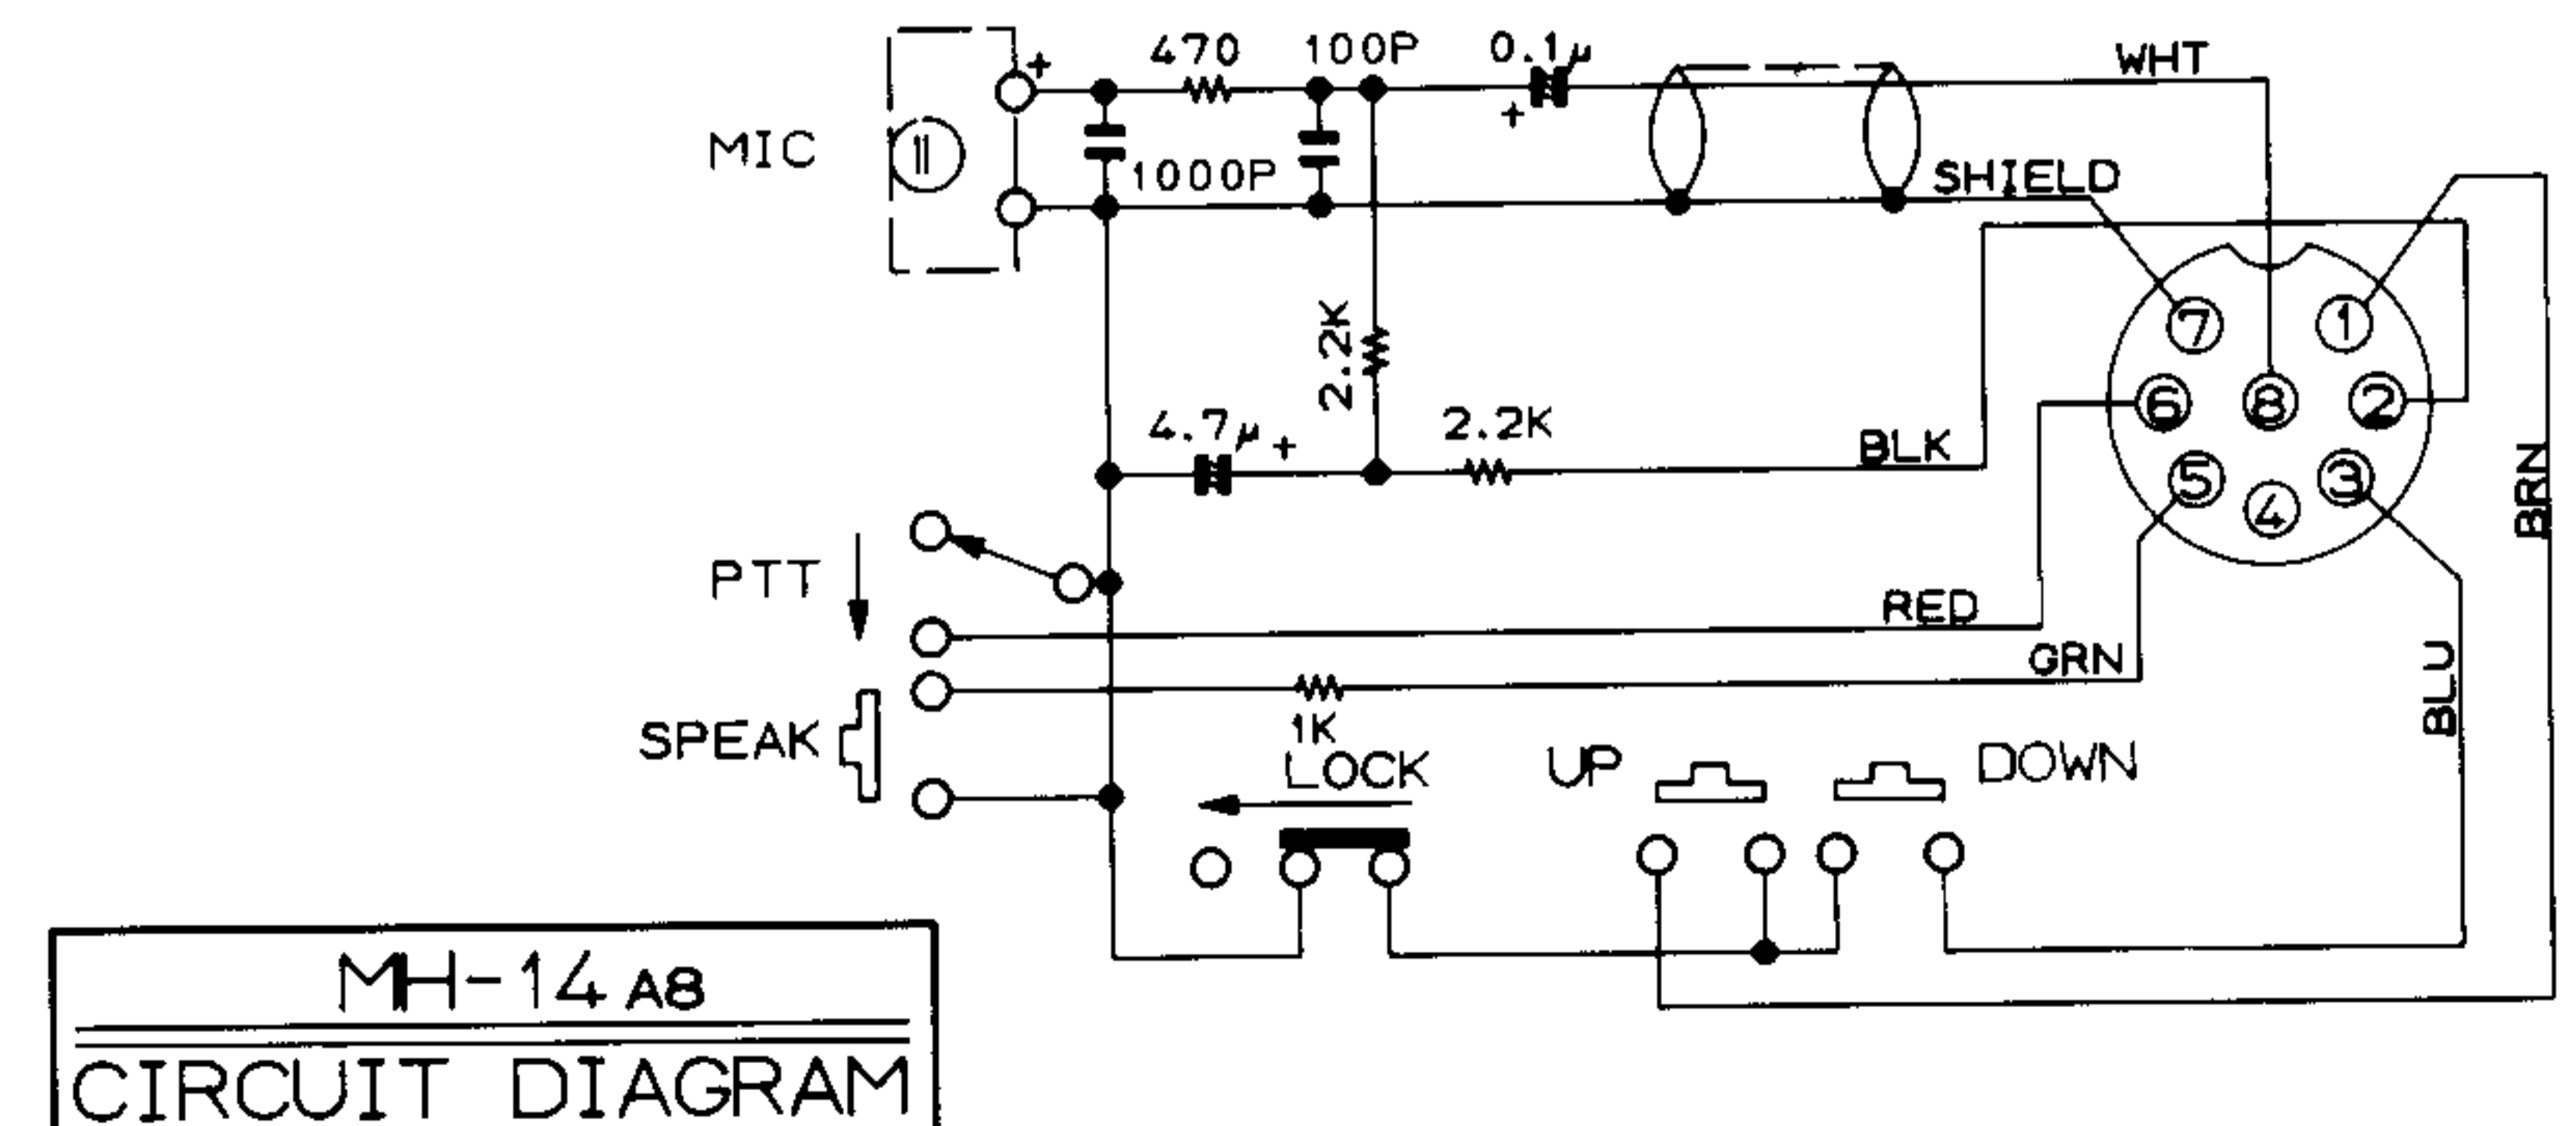 470
100P
0.1μ
WHT
+
+
MIC
11
1000P
SHIELD
7
1
2.2K
6
8
2
4.7μ +
2.2K
BLK
5
4
3
BRN
PTT
RED
GRN
BLU
SPEAK
1K
LOCK
UP
DOWN
MH-14 A8
CIRCUIT DIAGRAM